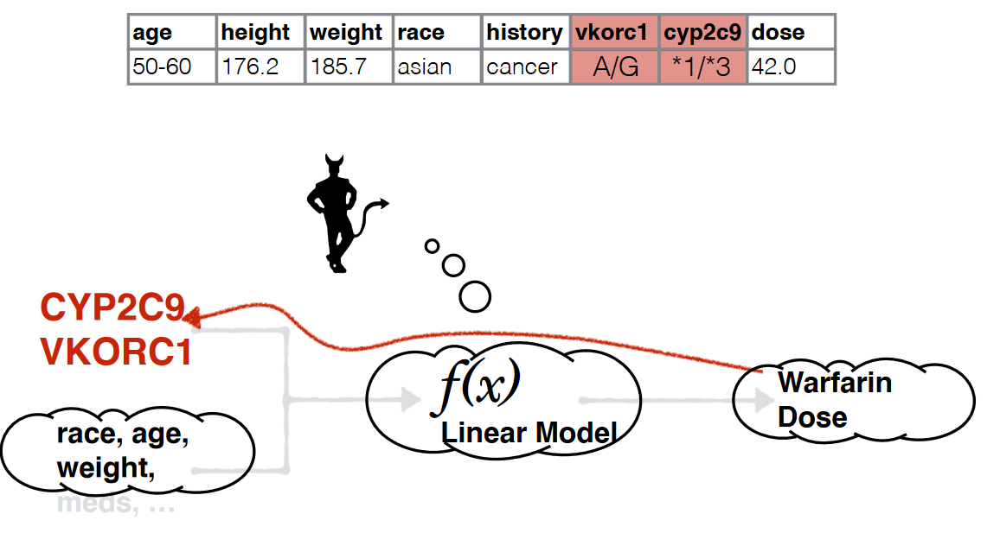 age height weight race history vkorc1 cyp2c9 dose
50-60 176.2 185.7 asian cancer A/G *1/*3 42.0
CYP2C9
VKORC1
f(x)
Linear Model
Warfarin
Dose
race, age,
weight,
meds, ...